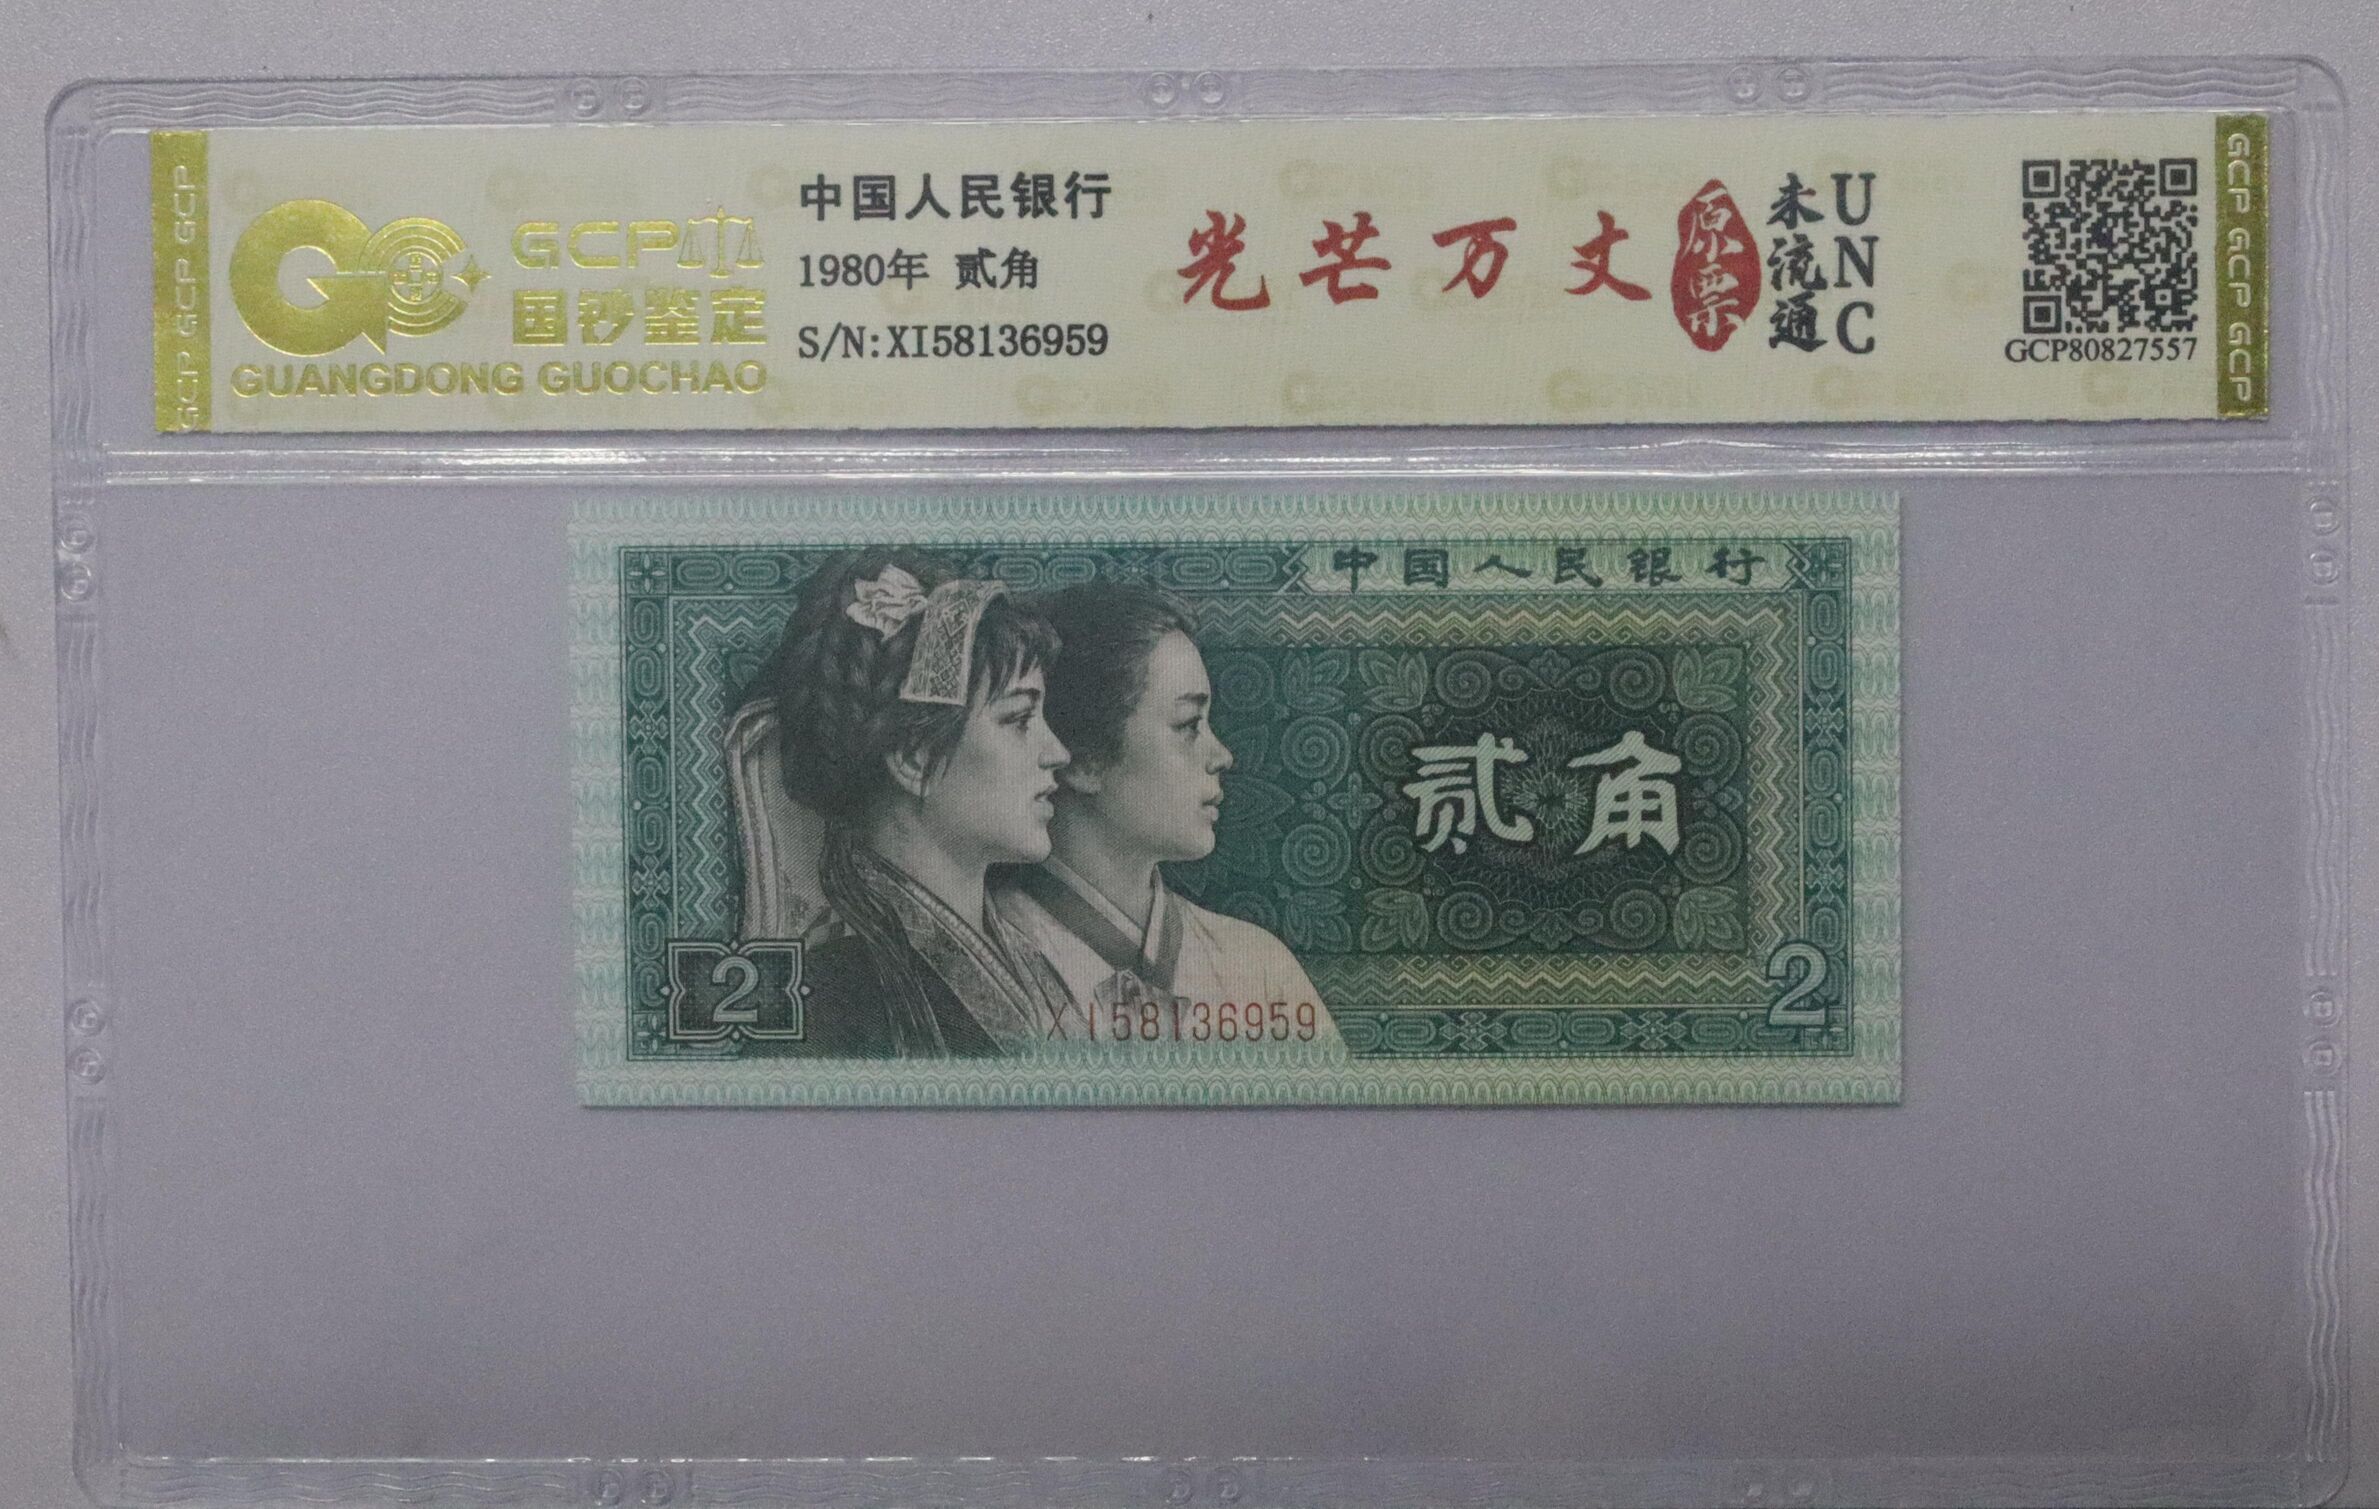 GCP GCP GCP
GCP
国钞鉴定
GUANGDONG GUOCHAO
中国人民银行
1980年 贰角
S/N:XI58136959
光芒万丈
原票
未流通
UNC
GCP80827557
GCP GCP GCP
中国人民银行
贰角
2
XI58136959
2